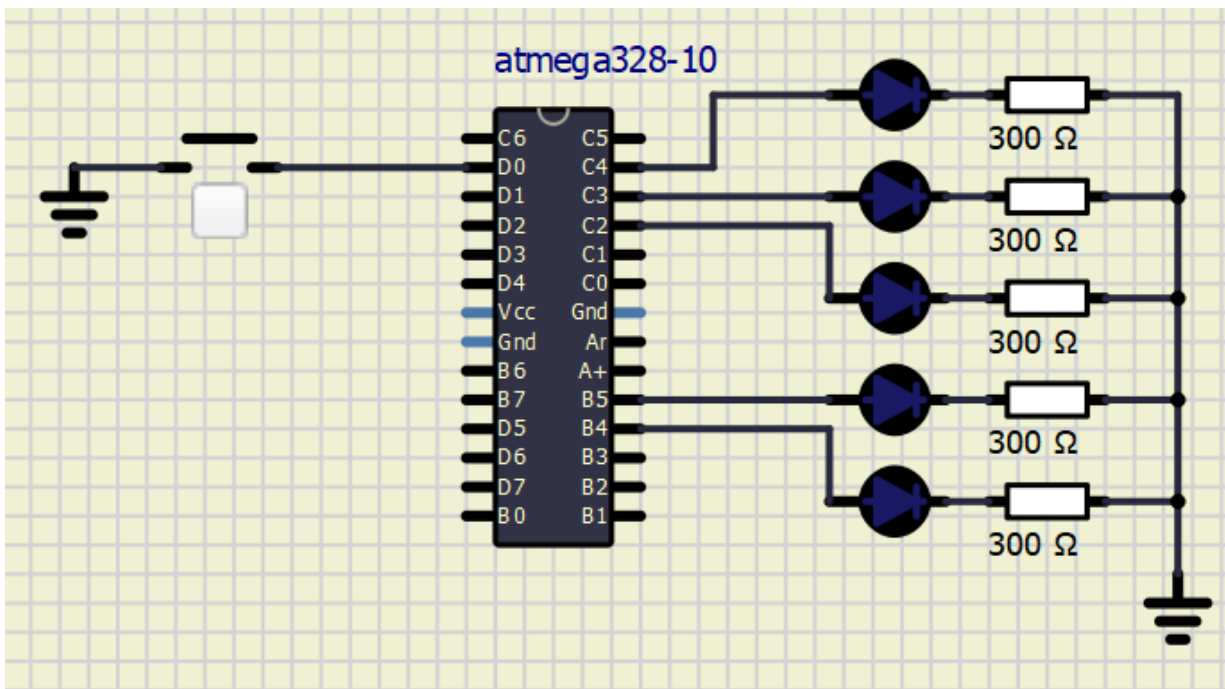 atmega328-10
C6 C5
D0 C4
D1 C3
D2 C2
D3 C1
D4 C0
Vcc Gnd
Gnd Ar
B6 A+
B7 B5
D5 B4
D6 B3
D7 B2
B0 B1
300 Ω
300 Ω
300 Ω
300 Ω
300 Ω